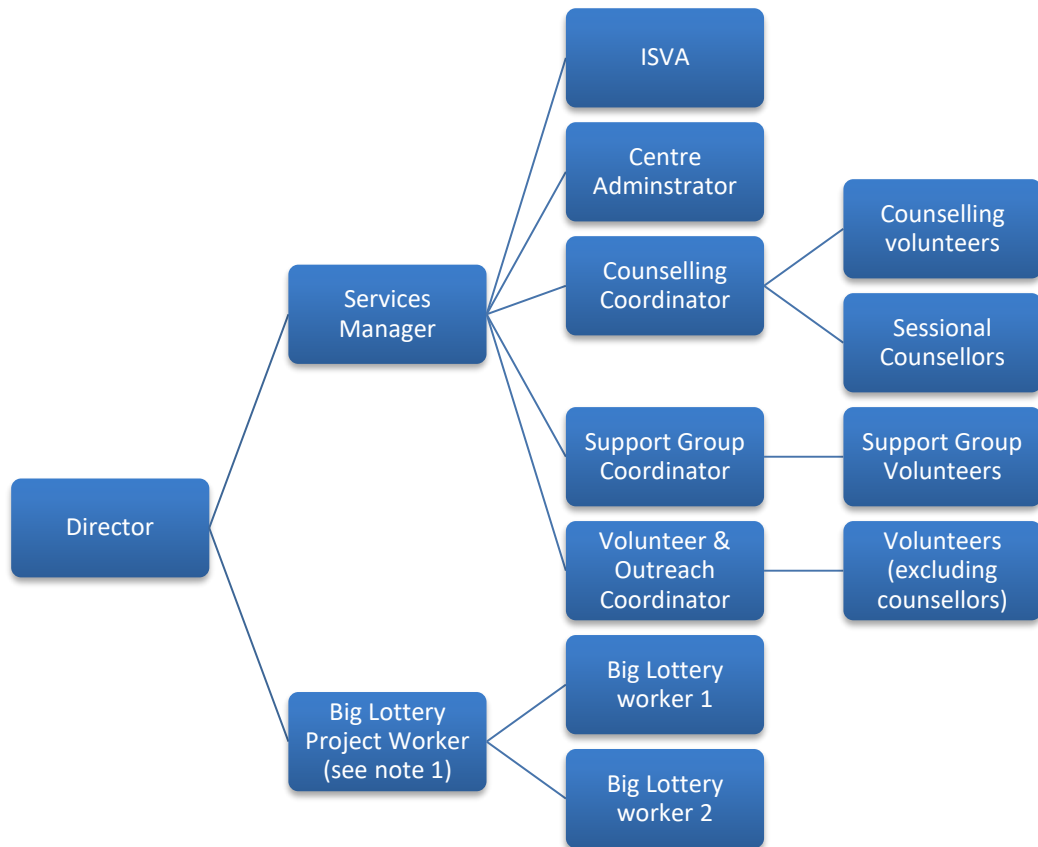 ISVA
Centre
Adminstrator
Counselling
volunteers
Counselling
Coordinator
Services
Manager
Sessional
Counsellors
Support Group
Coordinator
Support Group
Volunteers
Director
Volunteer &
Outreach
Coordinator
Volunteers
(excluding
counsellors)
Big Lottery
worker 1
Big Lottery
Project Worker
(see note 1)
Big Lottery
worker 2